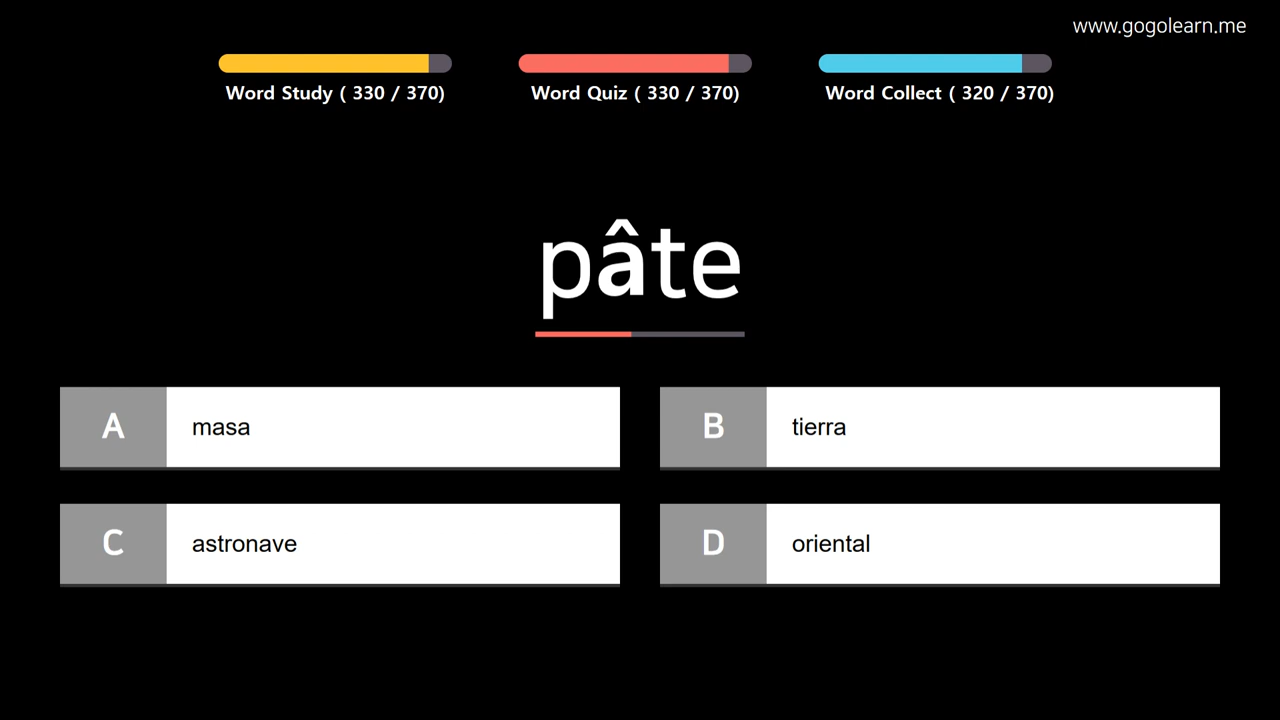 www.gogolearn.me
Word Study ( 330 / 370)
Word Quiz ( 330 / 370)
Word Collect ( 320 / 370)
pâte
A masa
B tierra
C astronave
D oriental